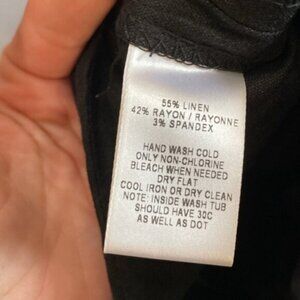 55% LINEN
42% RAYON / RAYONNE
3% SPANDEX
HAND WASH COLD
ONLY NON-CHLORINE
BLEACH WHEN NEEDED
DRY FLAT
COOL IRON OR DRY CLEAN
NOTE: INSIDE WASH TUB
SHOULD HAVE 30C
AS WELL AS DOT